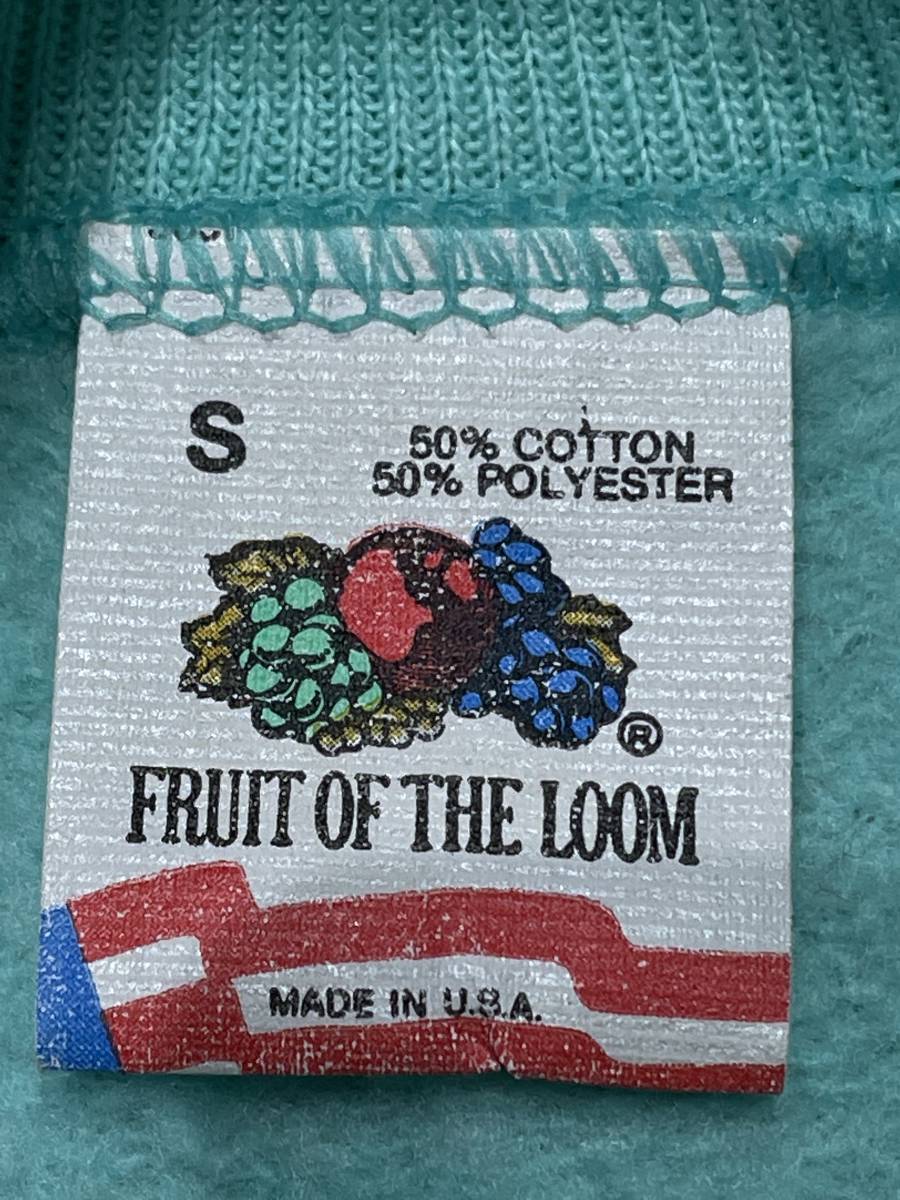 S
50% COTTON
50% POLYESTER
®
FRUIT OF THE LOOM
MADE IN U.S.A.